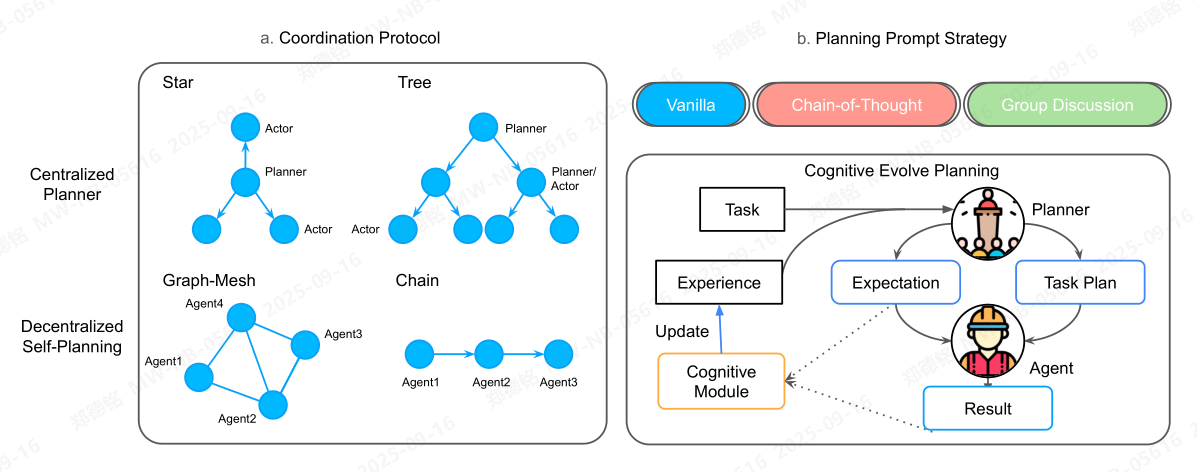 a. Coordination Protocol
Star
Tree
Actor
Planner
Actor
Planner
Planner/
Actor
Actor
Centralized
Planner
Graph-Mesh
Chain
Agent4
Agent3
Agent1
Agent2
Agent1
Agent2
Agent3
Decentralized
Self-Planning
b. Planning Prompt Strategy
Vanilla
Chain-of-Thought
Group Discussion
Cognitive Evolve Planning
Task
Planner
Experience
Expectation
Task Plan
Update
Cognitive
Module
Agent
Result
郑德铭 MW-NB-05616 2025-09-16